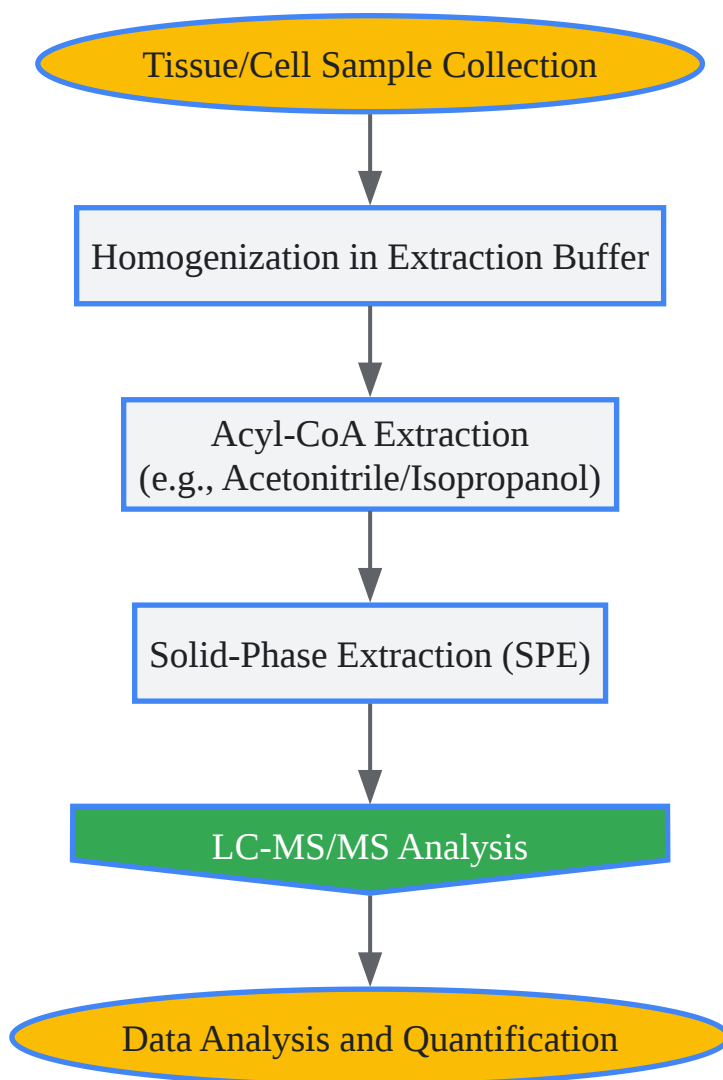 Tissue/Cell Sample Collection
Homogenization in Extraction Buffer
Acyl-CoA Extraction
(e.g., Acetonitrile/Isopropanol)
Solid-Phase Extraction (SPE)
LC-MS/MS Analysis
Data Analysis and Quantification